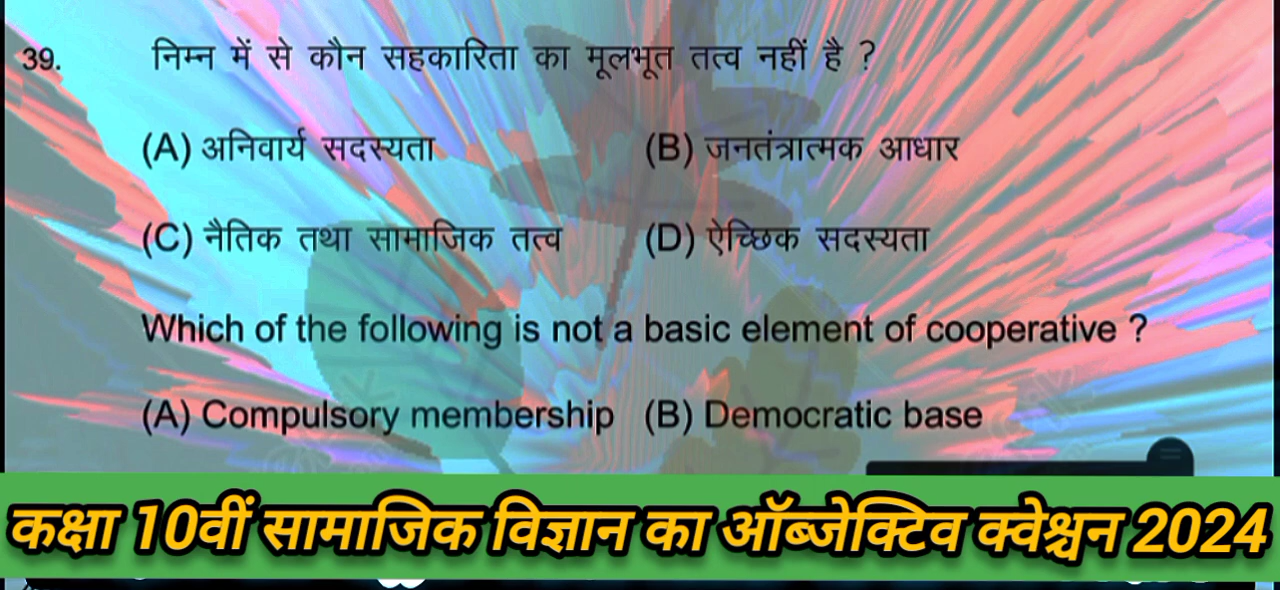 39. निम्न में से कौन सहकारिता का मूलभूत तत्व नहीं है ?
(A) अनिवार्य सदस्यता (B) जनतंत्रात्मक आधार
(C) नैतिक तथा सामाजिक तत्व (D) ऐच्छिक सदस्यता
Which of the following is not a basic element of cooperative ?
(A) Compulsory membership (B) Democratic base
कक्षा 10वीं सामाजिक विज्ञान का ऑब्जेक्टिव क्वेश्चन 2024